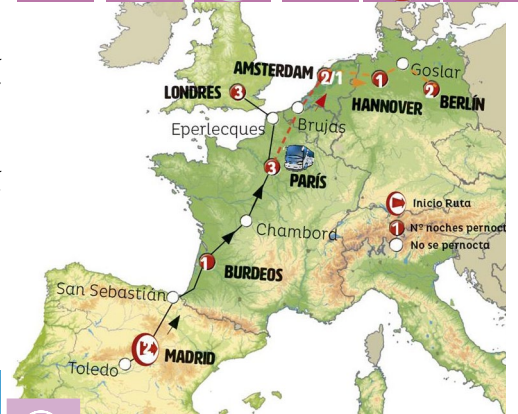 AMSTERDAM 2/1
Goslar
1
LONDRES 3
HANNOVER
2 BERLÍN
Eperlecques
Brujas
3
PARÍS
Inicio Ruta
1 Nº noches pernoct
No se pernocta
Chambord
1
BURDEOS
San Sebastián
2
MADRID
Toledo